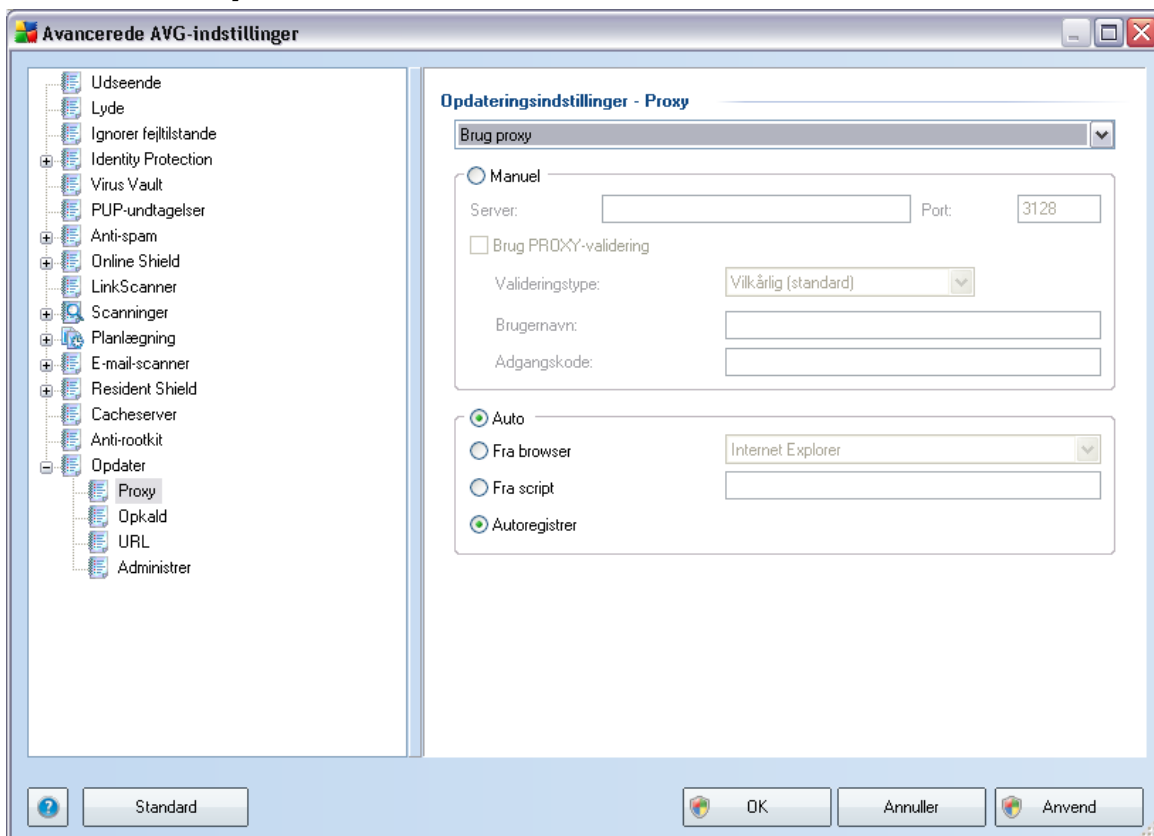 Avancerede AVG-indstillinger
Udseende
Lyde
Ignorer fejltilstande
Identity Protection
Virus Vault
PUP-undtagelser
Anti-spam
Online Shield
LinkScanner
Scanninger
Planlægning
E-mail-scanner
Resident Shield
Cacheserver
Anti-rootkit
Opdater
Proxy
Opkald
URL
Administrer
Opdateringsindstillinger - Proxy
Brug proxy
Manuel
Server: Port: 3128
Brug PROXY-validering
Valideringstype: Vilkårlig (standard)
Brugernavn:
Adgangskode:
Auto
Fra browser Internet Explorer
Fra script
Autoregistrer
Standard OK Annuller Anvend